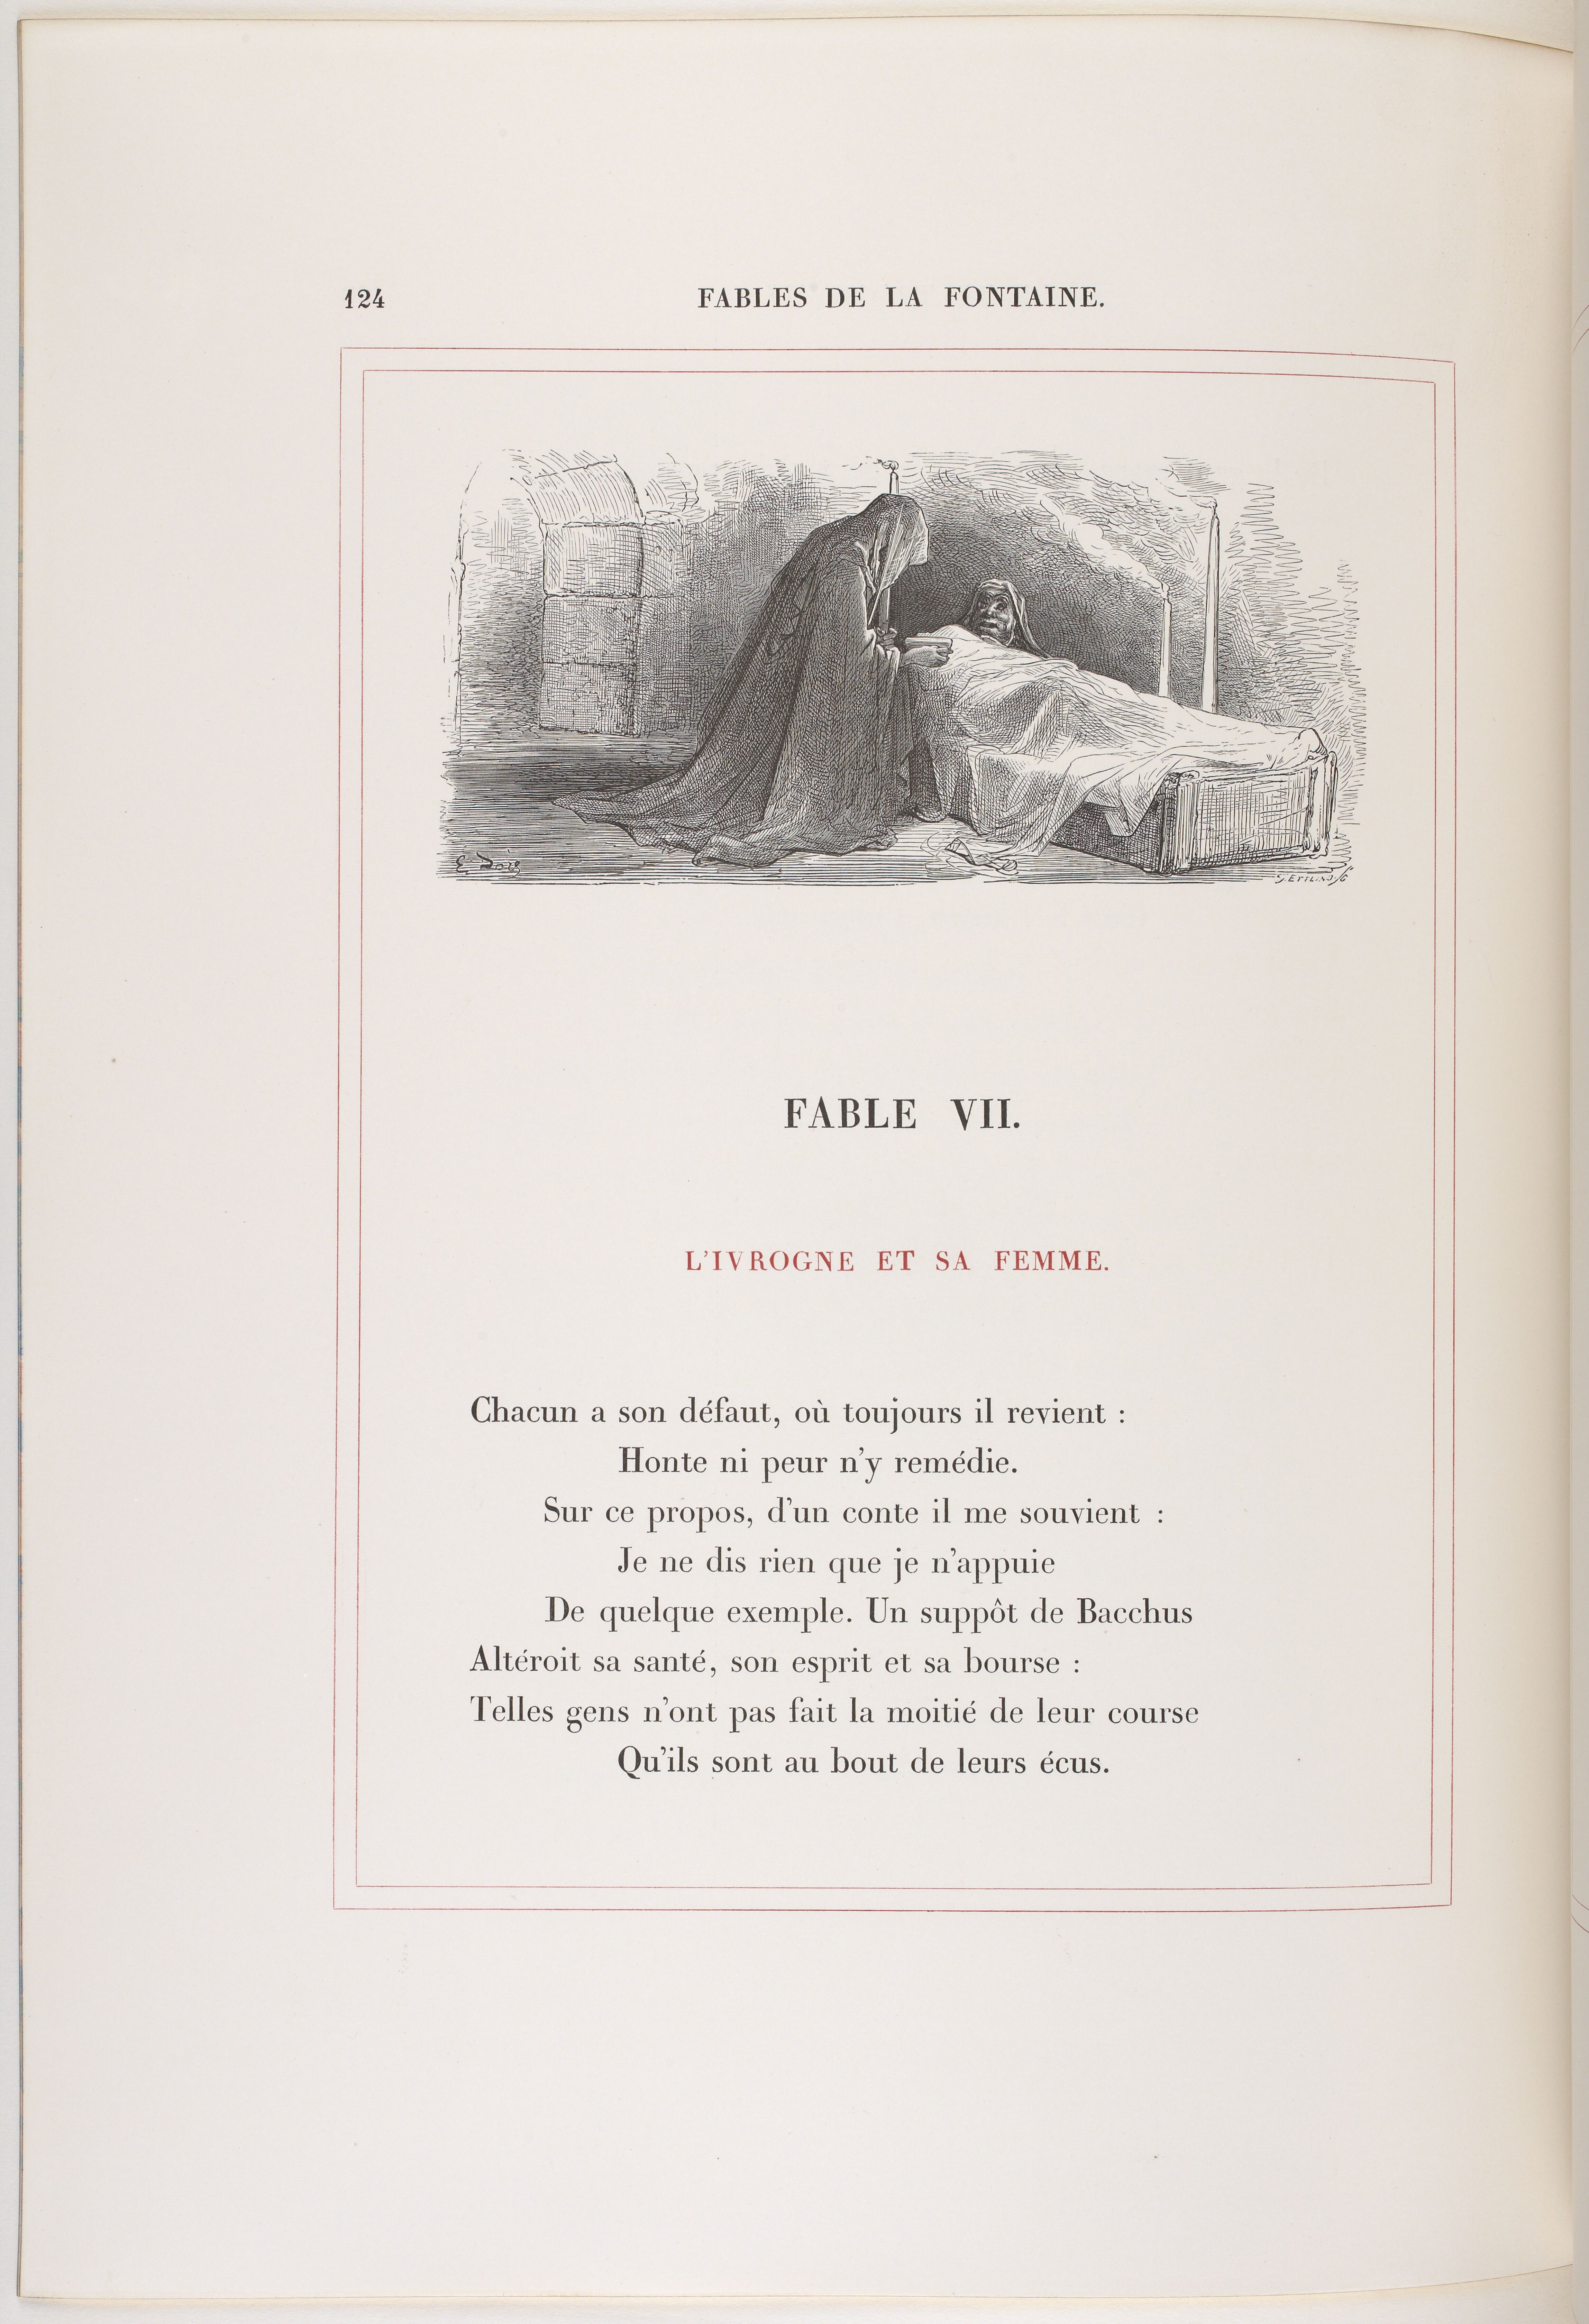 124
FABLES DE LA FONTAINE.
G. Doré
FABLE VII.
L'IVROGNE ET SA FEMME.
Chacun a son défaut, où toujours il revient :
Honte ni peur n'y remédie.
Sur ce propos, d'un conte il me souvient :
Je ne dis rien que je n'appuie
De quelque exemple. Un suppôt de Bacchus
Altéroit sa santé, son esprit et sa bourse :
Telles gens n'ont pas fait la moitié de leur course
Qu'ils sont au bout de leurs écus.